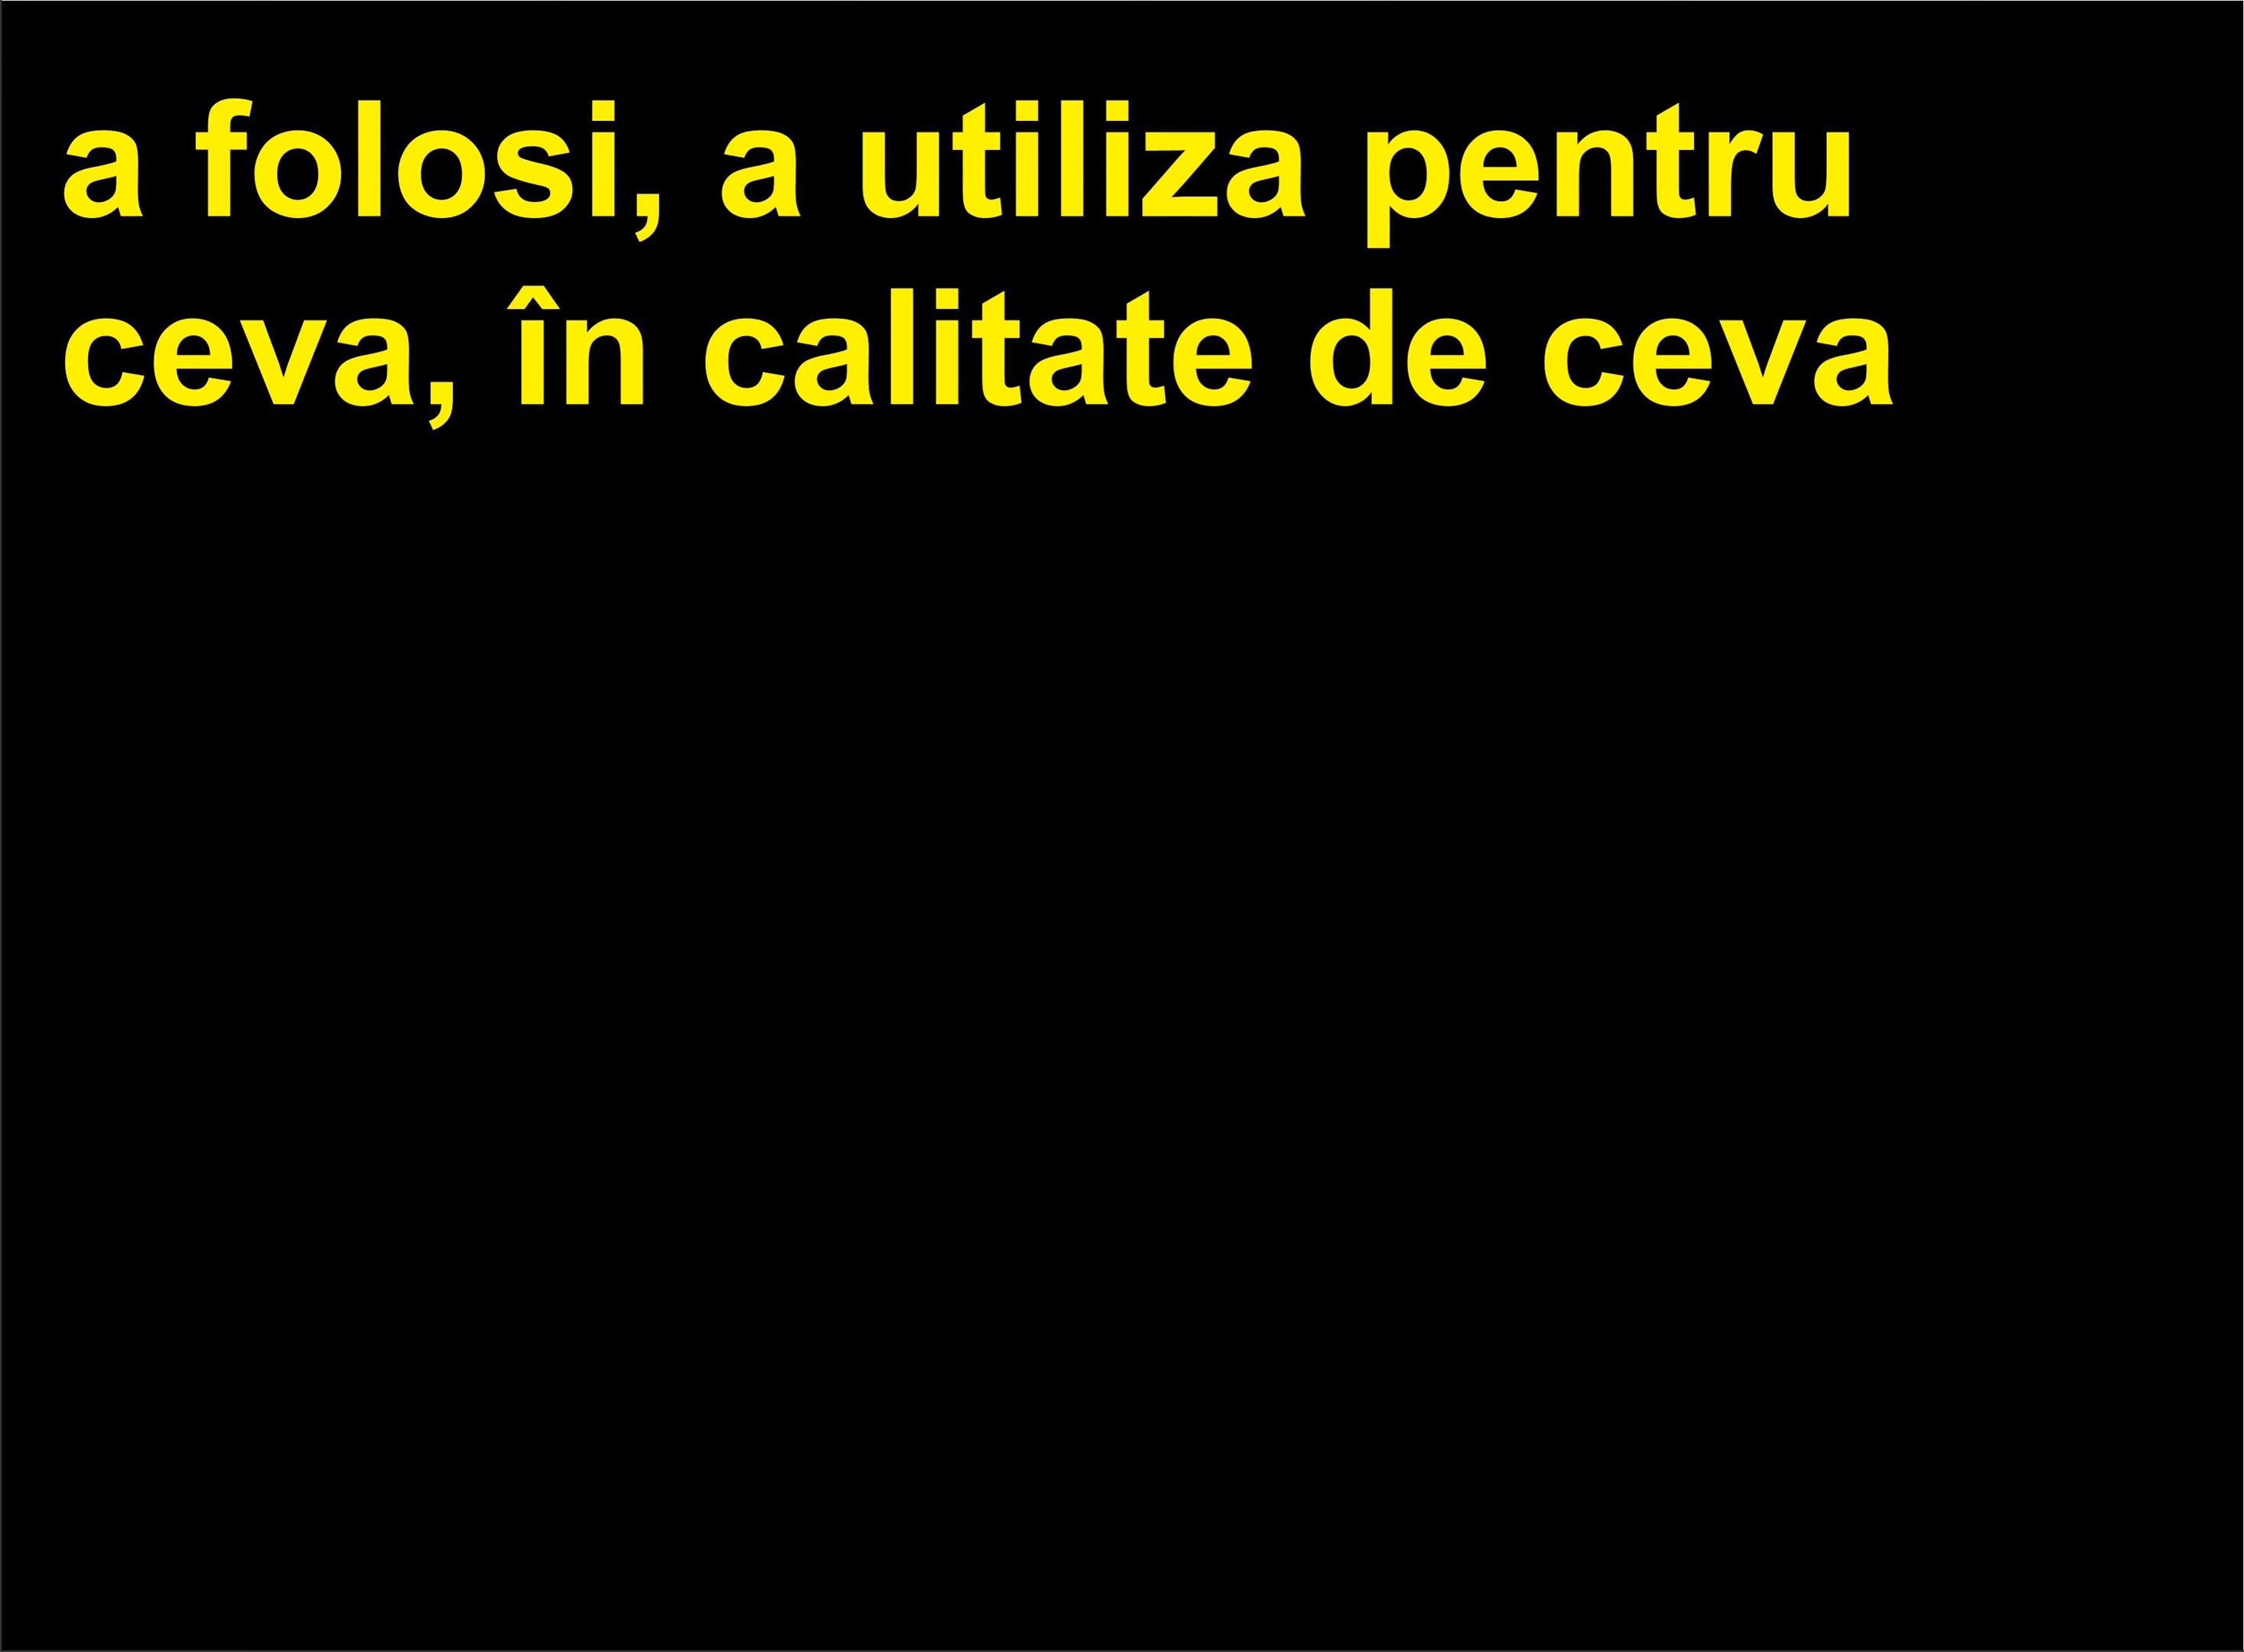 a folosi, a utiliza pentru
ceva, în calitate de ceva